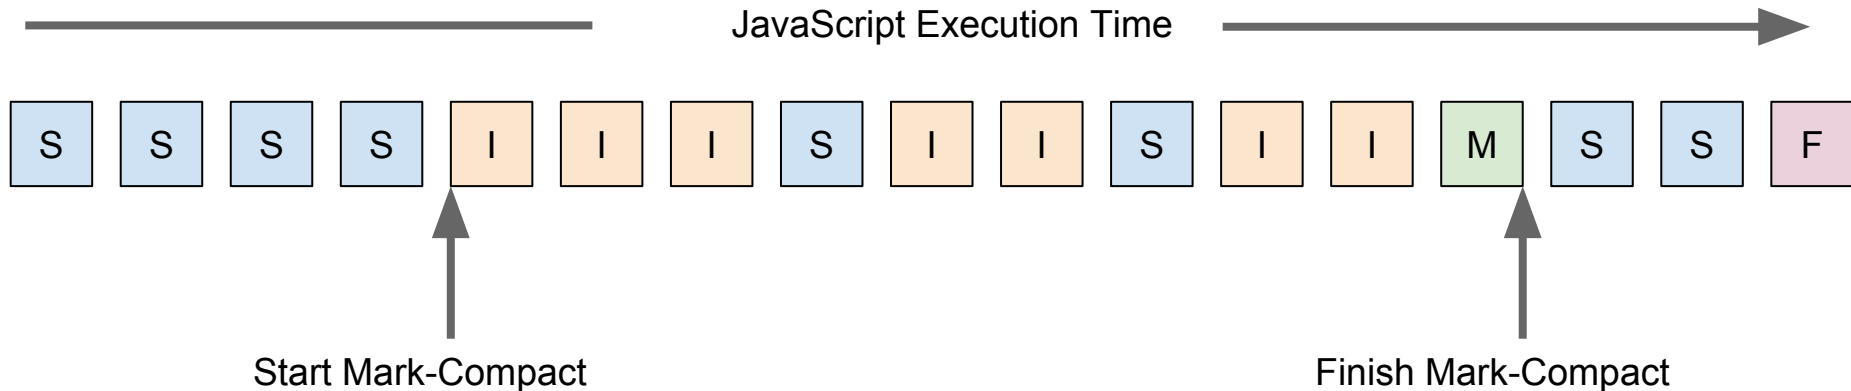 JavaScript Execution Time
S S S S I I I S I I S I I M S S F
Start Mark-Compact
Finish Mark-Compact